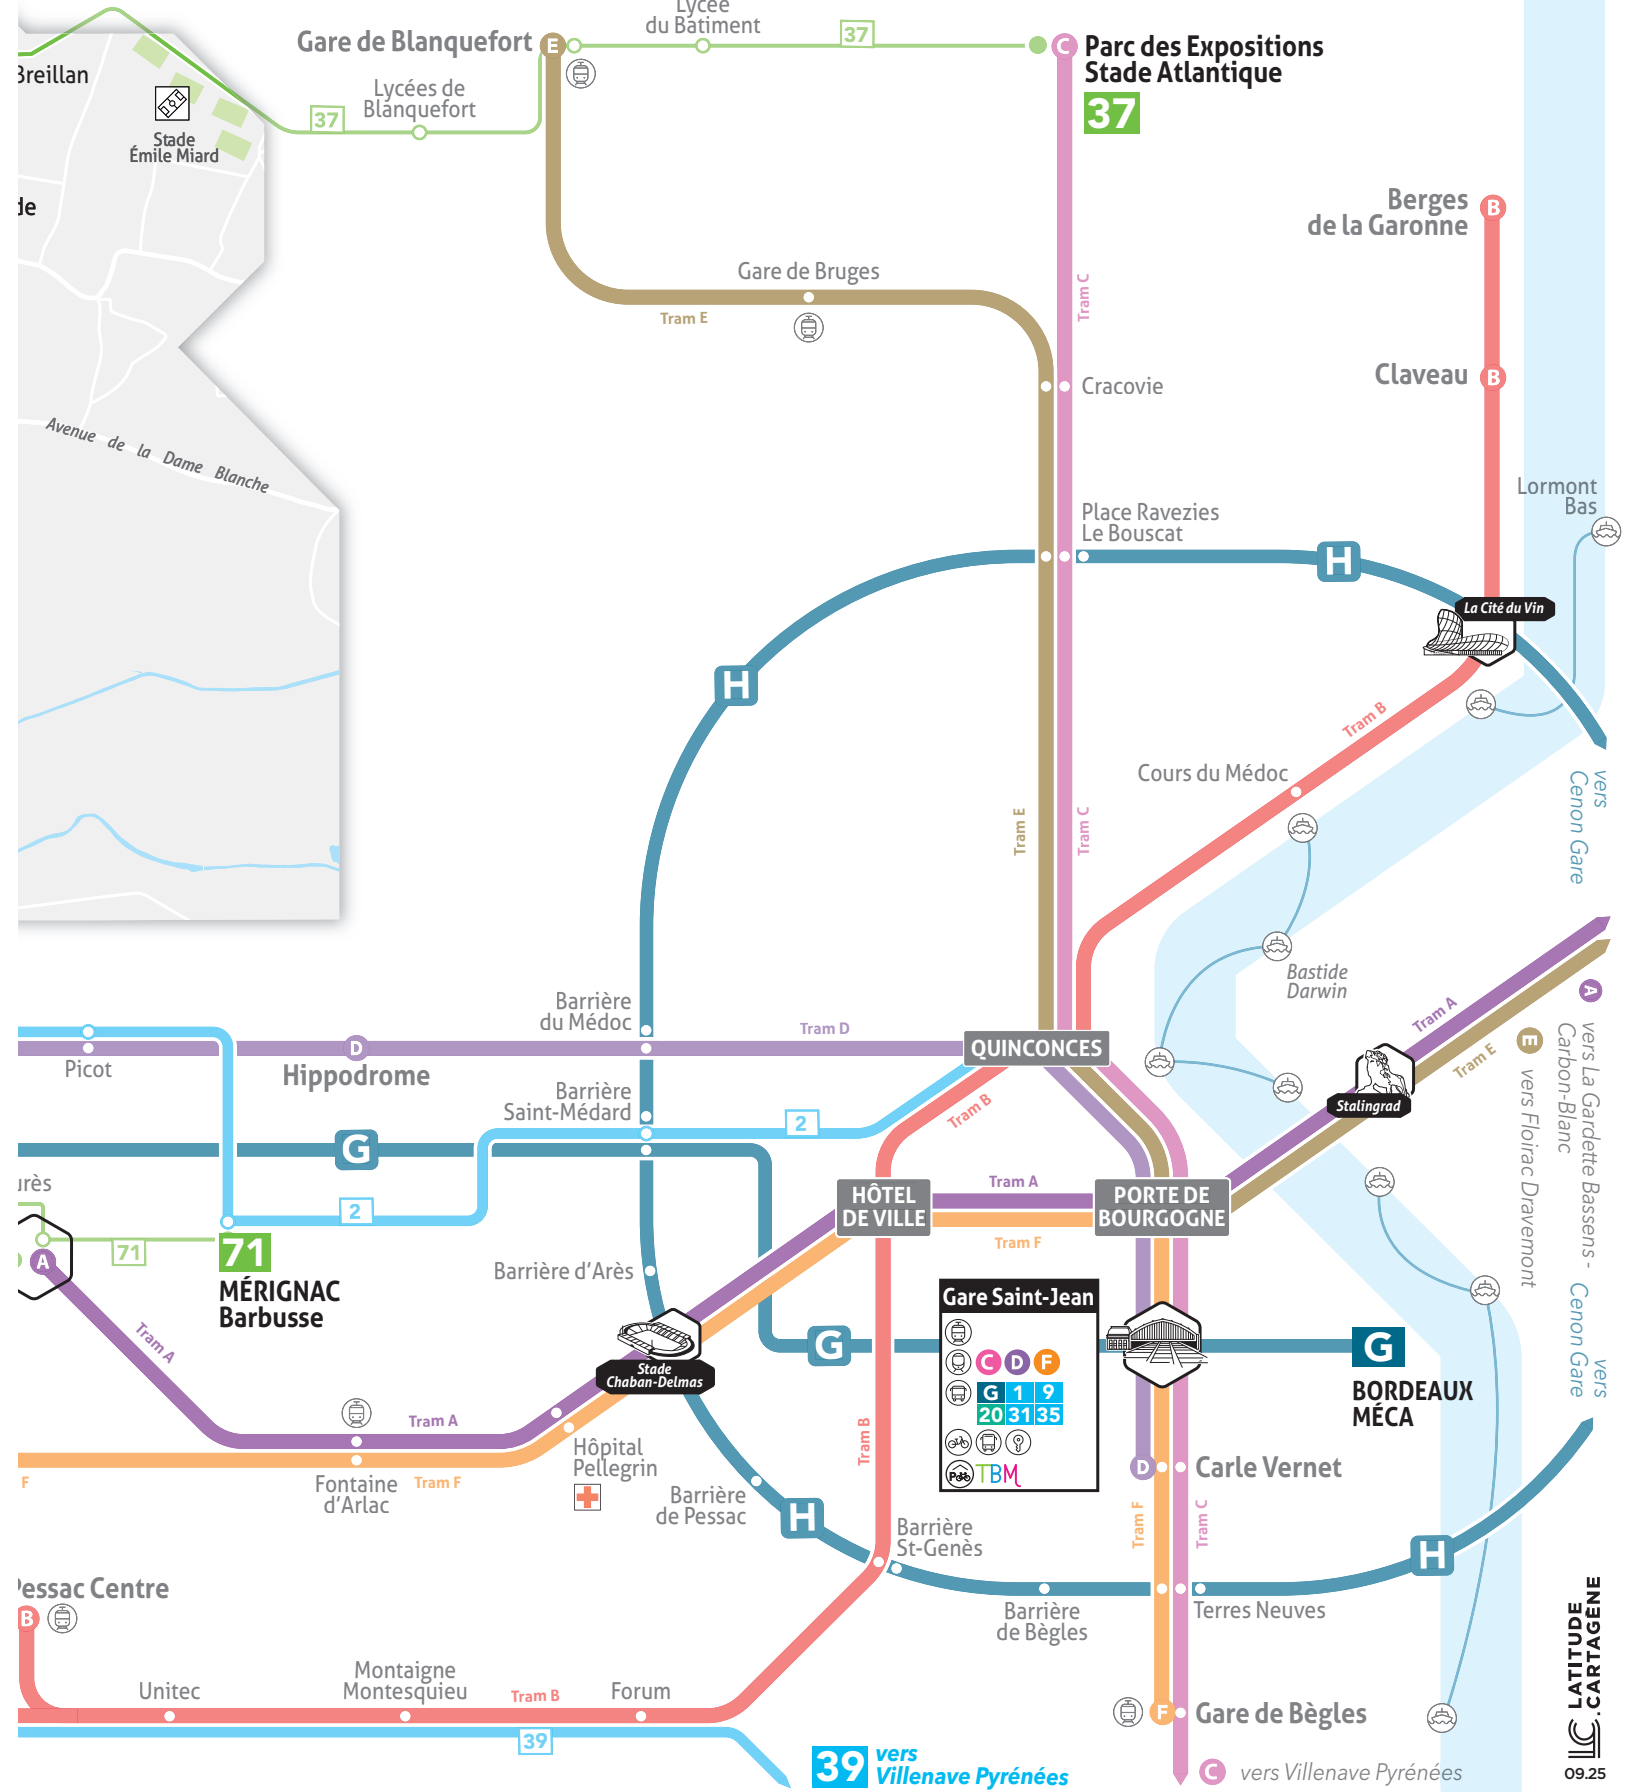 Lycée
du Bâtiment
37
Gare de Blanquefort
E
C
Parc des Expositions
Stade Atlantique
37
Breillan
Lycées de
Blanquefort
37
Stade
Émile Miard
de
Berges
de la Garonne
B
Gare de Bruges
Tram E
Tram C
Cracovie
Claveau
B
Avenue de la Dame Blanche
Lormont
Bas
Place Ravezies
Le Bouscat
H
La Cité du Vin
H
Tram B
Cours du Médoc
vers
Cenon Gare
Tram E
Tram C
Bastide
Darwin
Barrière
du Médoc
Tram D
QUINCONCES
Picot
D
Hippodrome
Tram A
Tram E
A
vers La Gardette Bassens -
Carbon-Blanc
E
vers Floirac Dravemont
Stalingrad
Barrière
Saint-Médard
2
Tram B
G
HÔTEL
DE VILLE
Tram A
PORTE DE
BOURGOGNE
Tram F
2
71
71
MÉRIGNAC
Barbusse
A
Barrière d'Arès
Gare Saint-Jean
C D F
G 1 9
20 31 35
TBM
G
G
BORDEAUX
MÉCA
vers
Cenon Gare
Tram A
Stade
Chaban-Delmas
Tram A
Tram B
F
Fontaine
d'Arlac
Tram F
Hôpital
Pellegrin
Barrière
de Pessac
H
D
Carle Vernet
Tram F
Tram C
Barrière
St-Genès
H
Barrière
de Bègles
Terres Neuves
Pessac Centre
B
Unitec
Montaigne
Montesquieu
Tram B
Forum
39
F
Gare de Bègles
39
vers
Villenave Pyrénées
C
vers Villenave Pyrénées
LATITUDE
.CARTAGÈNE
LC
09.25